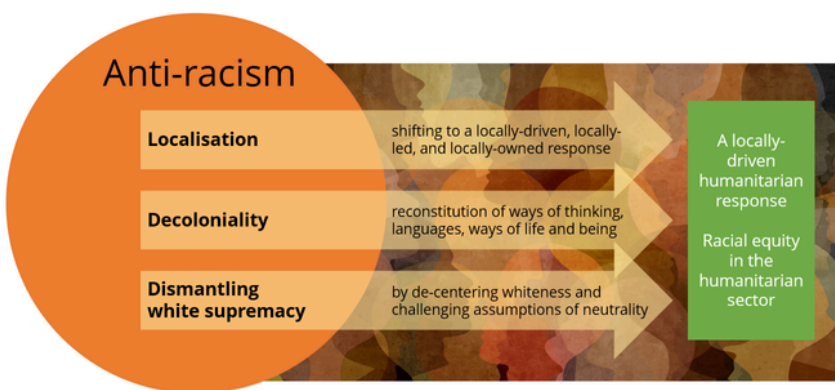 Anti-racism
Localisation
shifting to a locally-driven, locally-
led, and locally-owned response
Decoloniality
reconstitution of ways of thinking,
languages, ways of life and being
Dismantling
white supremacy
by de-centering whiteness and
challenging assumptions of neutrality
A locally-
driven
humanitarian
response
Racial equity
in the
humanitarian
sector